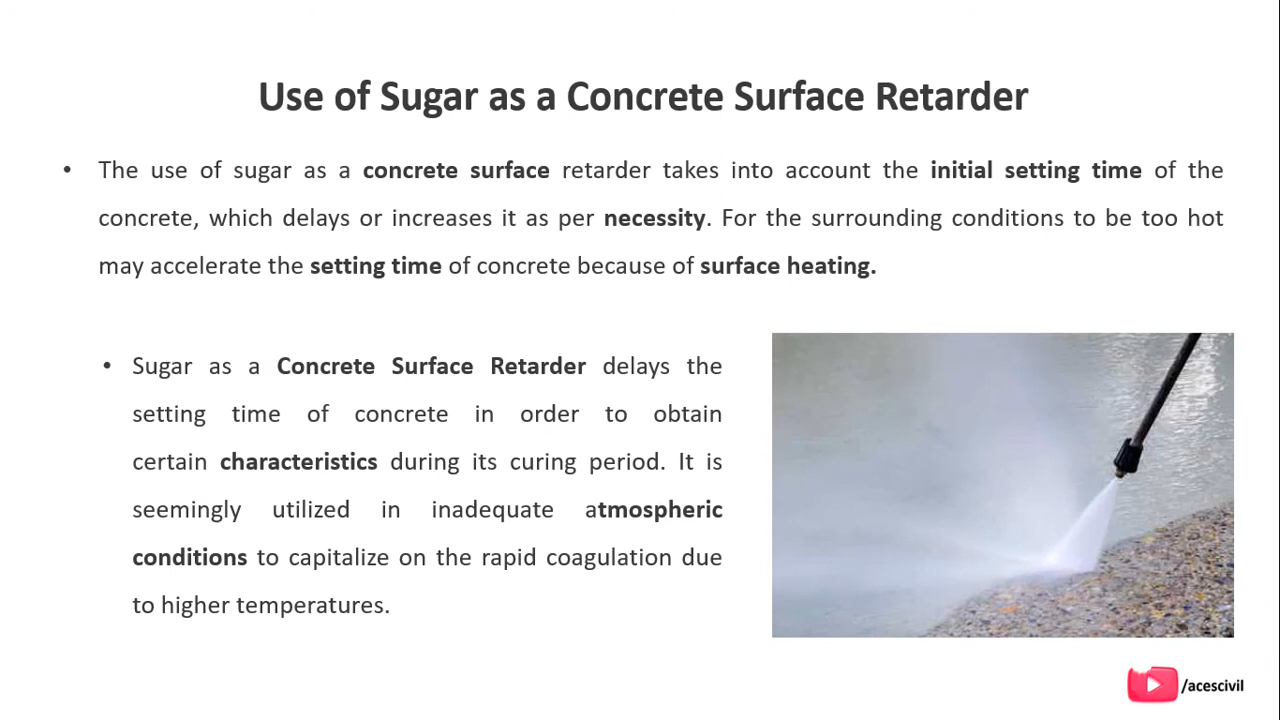 Use of Sugar as a Concrete Surface Retarder
• The use of sugar as a concrete surface retarder takes into account the initial setting time of the
concrete, which delays or increases it as per necessity. For the surrounding conditions to be too hot
may accelerate the setting time of concrete because of surface heating.
• Sugar as a Concrete Surface Retarder delays the
setting time of concrete in order to obtain
certain characteristics during its curing period. It is
seemingly utilized in inadequate atmospheric
conditions to capitalize on the rapid coagulation due
to higher temperatures.
/acescivil